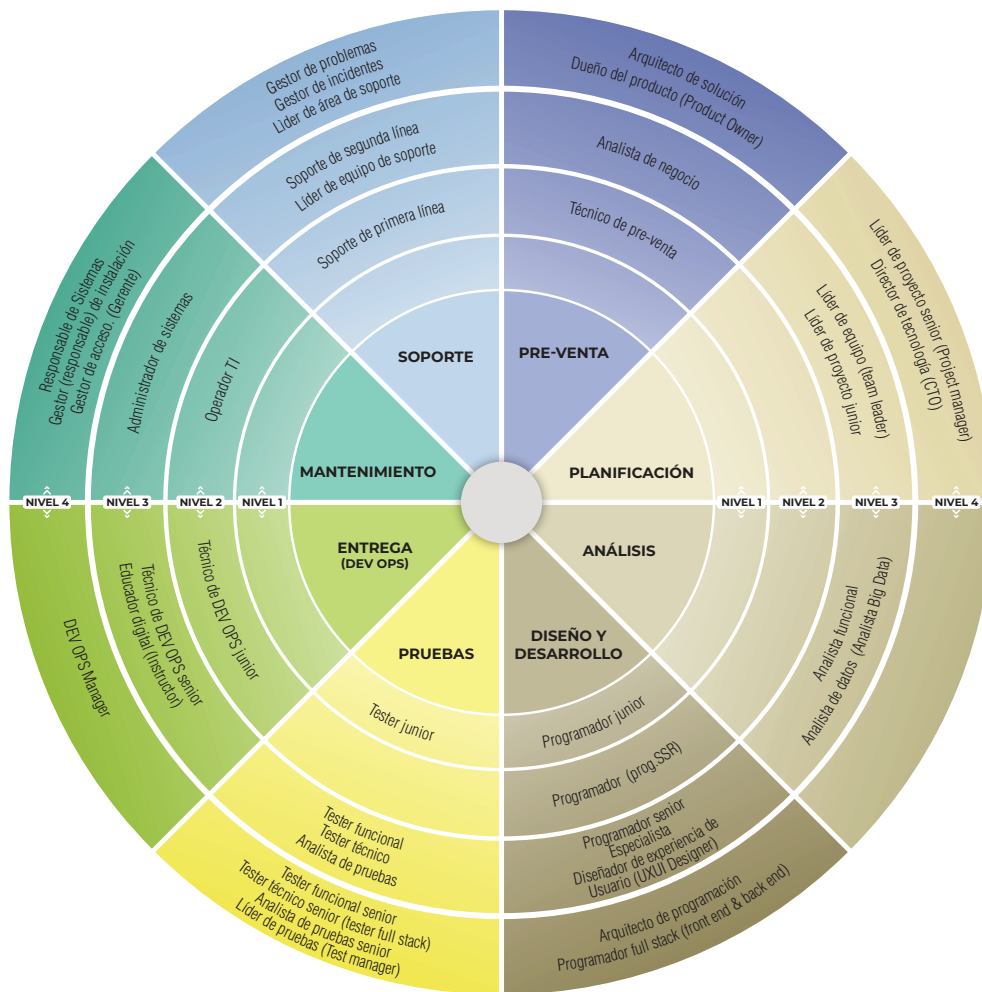 Gestor de problemas
Gestor de incidentes
Líder de área de soporte
Soporte de segunda línea
Líder de equipo de soporte
Soporte de primera línea
SOPORTE
Arquitecto de solución
Dueño del producto (Product Owner)
Analista de negocio
Técnico de pre-venta
PRE-VENTA
Líder de proyecto senior (Project manager)
Director de tecnología (CTO)
Líder de equipo (team leader)
Líder de proyecto junior
PLANIFICACIÓN
Responsable de Sistemas
Gestor (responsable) de instalación
Gestor de acceso. (Gerente)
Administrador de sistemas
Operador TI
MANTENIMIENTO
NIVEL 4
NIVEL 3
NIVEL 2
NIVEL 1
NIVEL 1
NIVEL 2
NIVEL 3
NIVEL 4
ENTREGA
(DEV OPS)
Técnico de DEV OPS junior
Técnico de DEV OPS senior
Educador digital (Instructor)
DEV OPS Manager
ANÁLISIS
Analista funcional
Analista de datos (Analista Big Data)
PRUEBAS
Tester junior
Tester funcional
Tester técnico
Analista de pruebas
Tester funcional senior
Tester técnico senior (tester full stack)
Analista de pruebas senior
Líder de pruebas (Test manager)
DISEÑO Y
DESARROLLO
Programador junior
Programador (prog.SSR)
Programador senior
Especialista
Diseñador de experiencia de
Usuario (UXUI Designer)
Arquitecto de programación
Programador full stack (front end & back end)